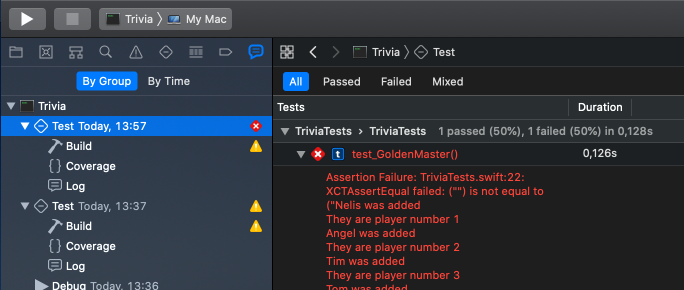 Trivia My Mac
Trivia Test
By Group By Time
All Passed Failed Mixed
Tests Duration
Trivia
Test Today, 13:57
Build
Coverage
Log
Test Today, 13:37
Build
Coverage
Log
Debug Today, 13:36
TriviaTests › TriviaTests 1 passed (50%), 1 failed (50%) in 0,128s
t test_GoldenMaster() 0,126s
Assertion Failure: TriviaTests.swift:22:
XCTAssertEqual failed: ("") is not equal to
("Nelis was added
They are player number 1
Angel was added
They are player number 2
Tim was added
They are player number 3
Tom was added